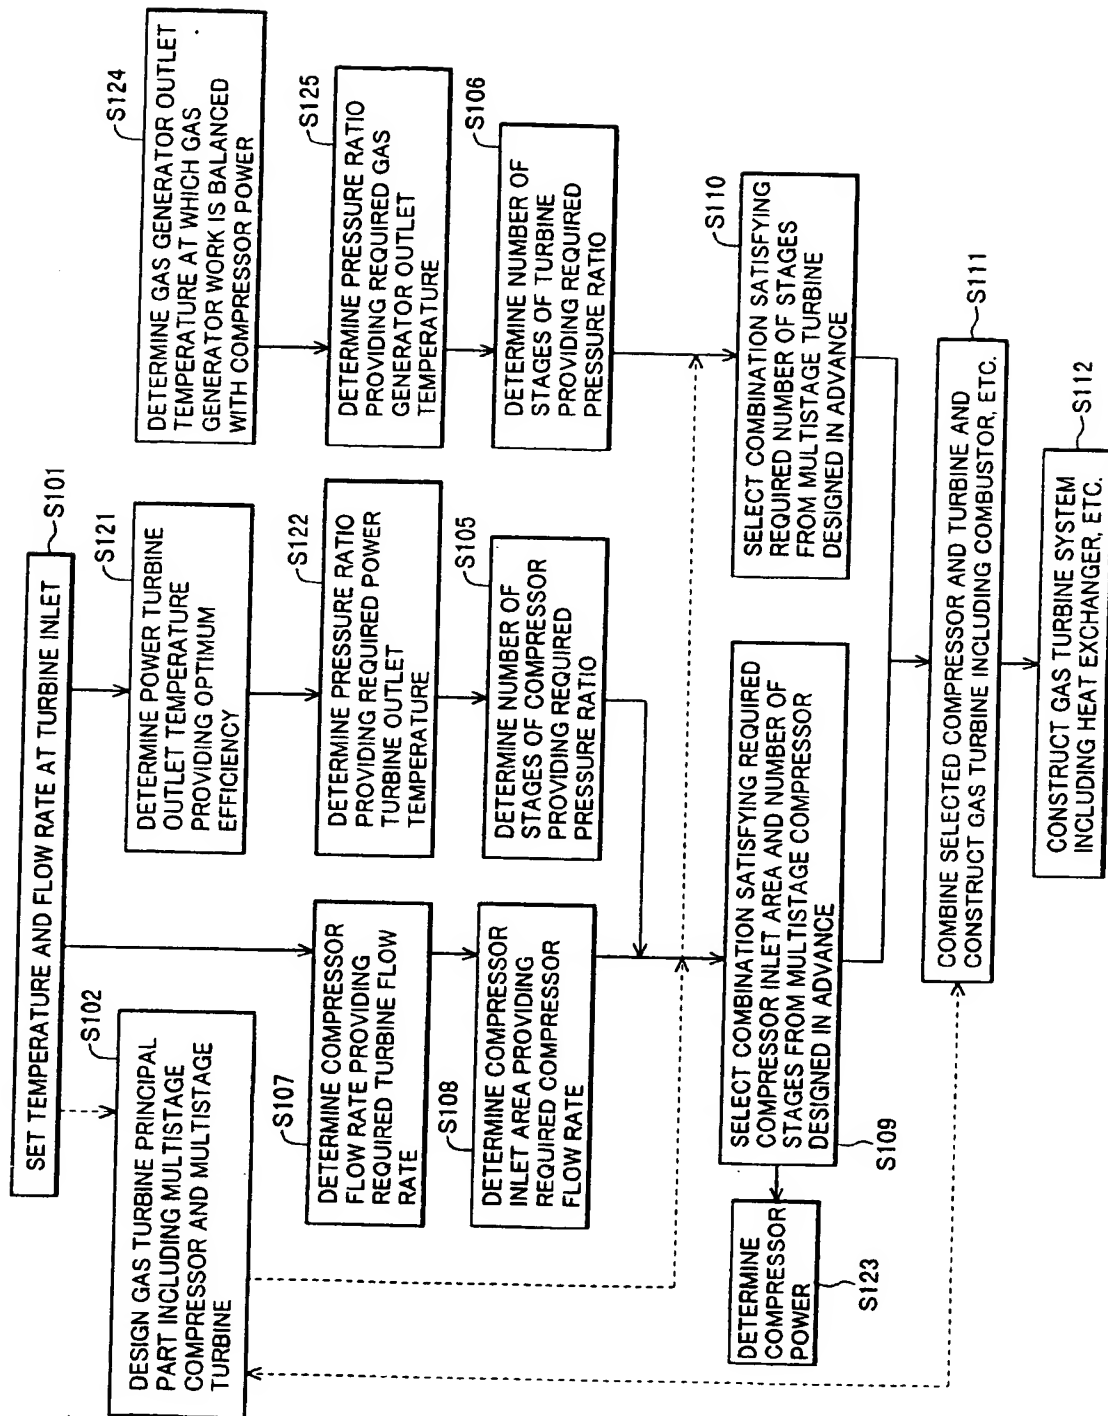 SET TEMPERATURE AND FLOW RATE AT TURBINE INLET
S101
DESIGN GAS TURBINE PRINCIPAL
PART INCLUDING MULTISTAGE
COMPRESSOR AND MULTISTAGE
TURBINE
S102
DETERMINE COMPRESSOR
FLOW RATE PROVIDING
REQUIRED TURBINE FLOW
RATE
S107
DETERMINE COMPRESSOR
INLET AREA PROVIDING
REQUIRED COMPRESSOR
FLOW RATE
S108
DETERMINE POWER TURBINE
OUTLET TEMPERATURE
PROVIDING OPTIMUM
EFFICIENCY
S121
DETERMINE PRESSURE RATIO
PROVIDING REQUIRED POWER
TURBINE OUTLET
TEMPERATURE
S122
DETERMINE NUMBER OF
STAGES OF COMPRESSOR
PROVIDING REQUIRED
PRESSURE RATIO
S105
DETERMINE GAS GENERATOR OUTLET
TEMPERATURE AT WHICH GAS
GENERATOR WORK IS BALANCED
WITH COMPRESSOR POWER
S124
DETERMINE PRESSURE RATIO
PROVIDING REQUIRED GAS
GENERATOR OUTLET
TEMPERATURE
S125
DETERMINE NUMBER OF
STAGES OF TURBINE
PROVIDING REQUIRED
PRESSURE RATIO
S106
SELECT COMBINATION SATISFYING REQUIRED
COMPRESSOR INLET AREA AND NUMBER OF
STAGES FROM MULTISTAGE COMPRESSOR
DESIGNED IN ADVANCE
S109
DETERMINE
COMPRESSOR
POWER
S123
SELECT COMBINATION SATISFYING
REQUIRED NUMBER OF STAGES
FROM MULTISTAGE TURBINE
DESIGNED IN ADVANCE
S110
COMBINE SELECTED COMPRESSOR AND TURBINE AND
CONSTRUCT GAS TURBINE INCLUDING COMBUSTOR, ETC.
S111
CONSTRUCT GAS TURBINE SYSTEM
INCLUDING HEAT EXCHANGER, ETC.
S112